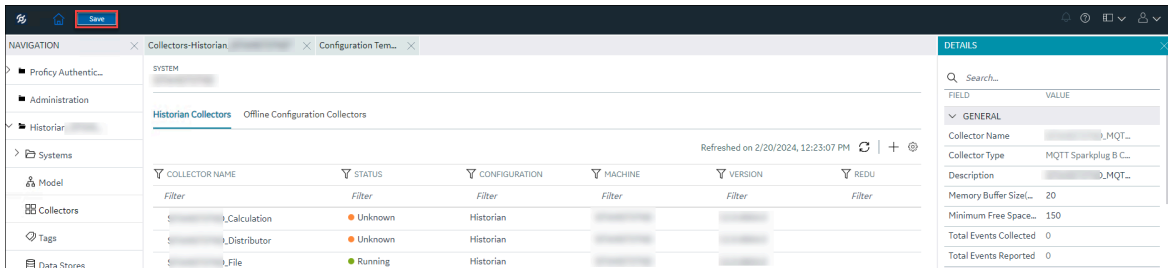 Save
NAVIGATION
Proficy Authentic...
Administration
Historian
Systems
Model
Collectors
Tags
Data Stores
Collectors-Historian
Configuration Tem...
SYSTEM
Historian Collectors Offline Configuration Collectors
Refreshed on 2/20/2024, 12:23:07 PM
COLLECTOR NAME STATUS CONFIGURATION MACHINE VERSION REDU
Filter Filter Filter Filter Filter Filter
_Calculation Unknown Historian
_Distributor Unknown Historian
_File Running Historian
DETAILS
Search...
FIELD VALUE
GENERAL
Collector Name _MQT...
Collector Type MQTT Sparkplug B C...
Description _MQT...
Memory Buffer Size(... 20
Minimum Free Space... 150
Total Events Collected 0
Total Events Reported 0